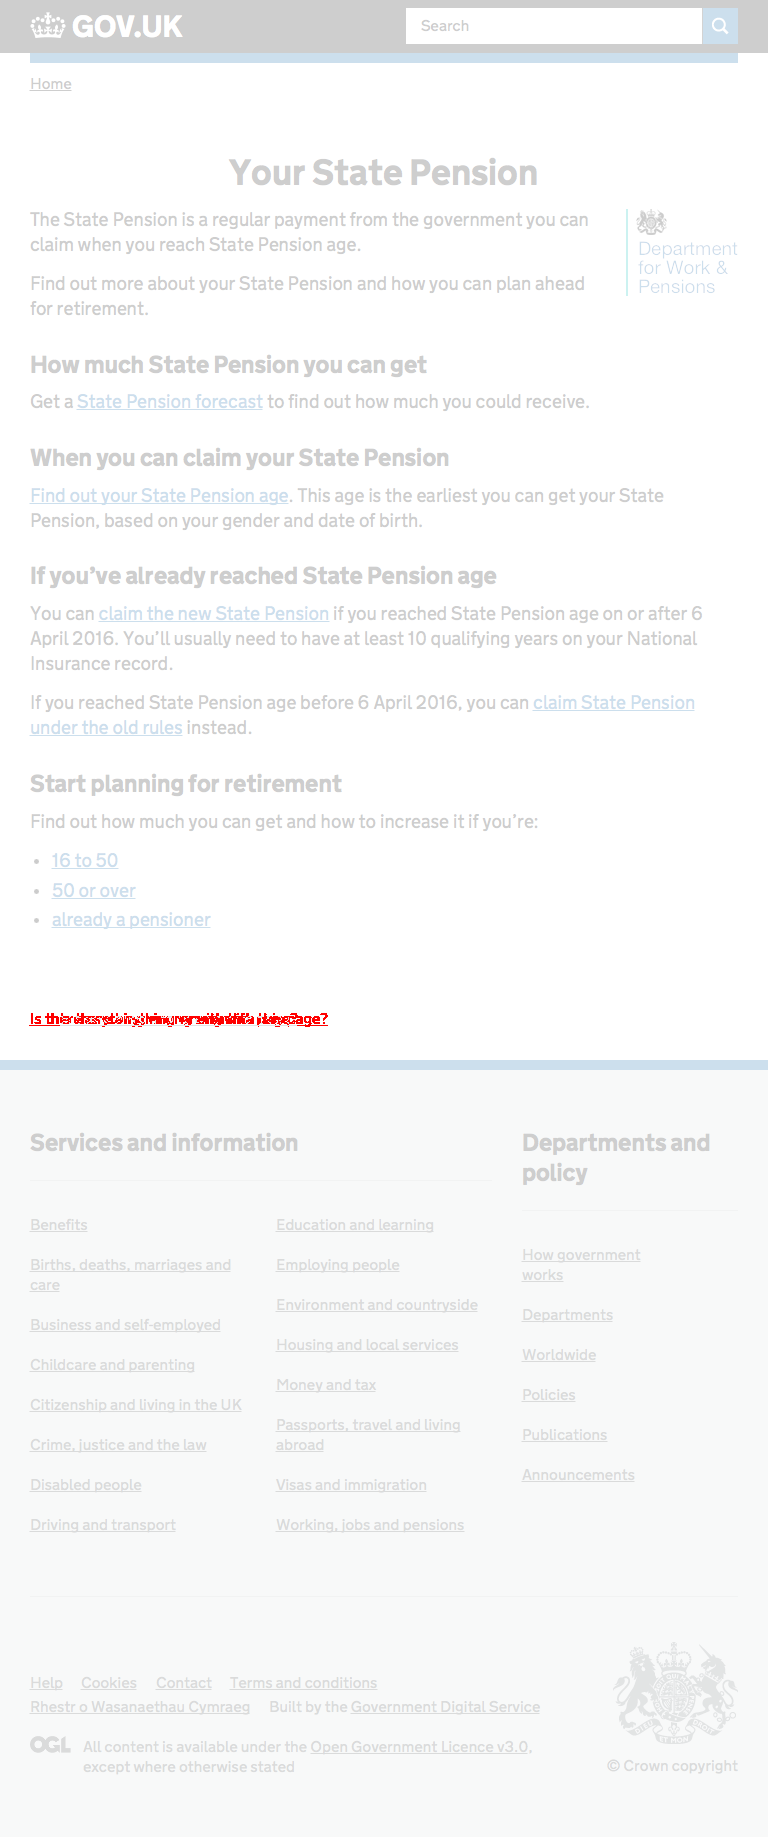 GOV.UK
Search
Home
Your State Pension
The State Pension is a regular payment from the government you can
claim when you reach State Pension age.
Find out more about your State Pension and how you can plan ahead
for retirement.
Department
for Work &
Pensions
How much State Pension you can get
Get a State Pension forecast to find out how much you could receive.
When you can claim your State Pension
Find out your State Pension age. This age is the earliest you can get your State
Pension, based on your gender and date of birth.
If you’ve already reached State Pension age
You can claim the new State Pension if you reached State Pension age on or after 6
April 2016. You’ll usually need to have at least 10 qualifying years on your National
Insurance record.
If you reached State Pension age before 6 April 2016, you can claim State Pension
under the old rules instead.
Start planning for retirement
Find out how much you can get and how to increase it if you’re:
• 16 to 50
• 50 or over
• already a pensioner
Services and information
Benefits
Births, deaths, marriages and
care
Business and self-employed
Childcare and parenting
Citizenship and living in the UK
Crime, justice and the law
Disabled people
Driving and transport
Education and learning
Employing people
Environment and countryside
Housing and local services
Money and tax
Passports, travel and living
abroad
Visas and immigration
Working, jobs and pensions
Departments and
policy
How government
works
Departments
Worldwide
Policies
Publications
Announcements
Help Cookies Contact Terms and conditions
Rhestr o Wasanaethau Cymraeg Built by the Government Digital Service
OGL
All content is available under the Open Government Licence v3.0,
except where otherwise stated
© Crown copyright